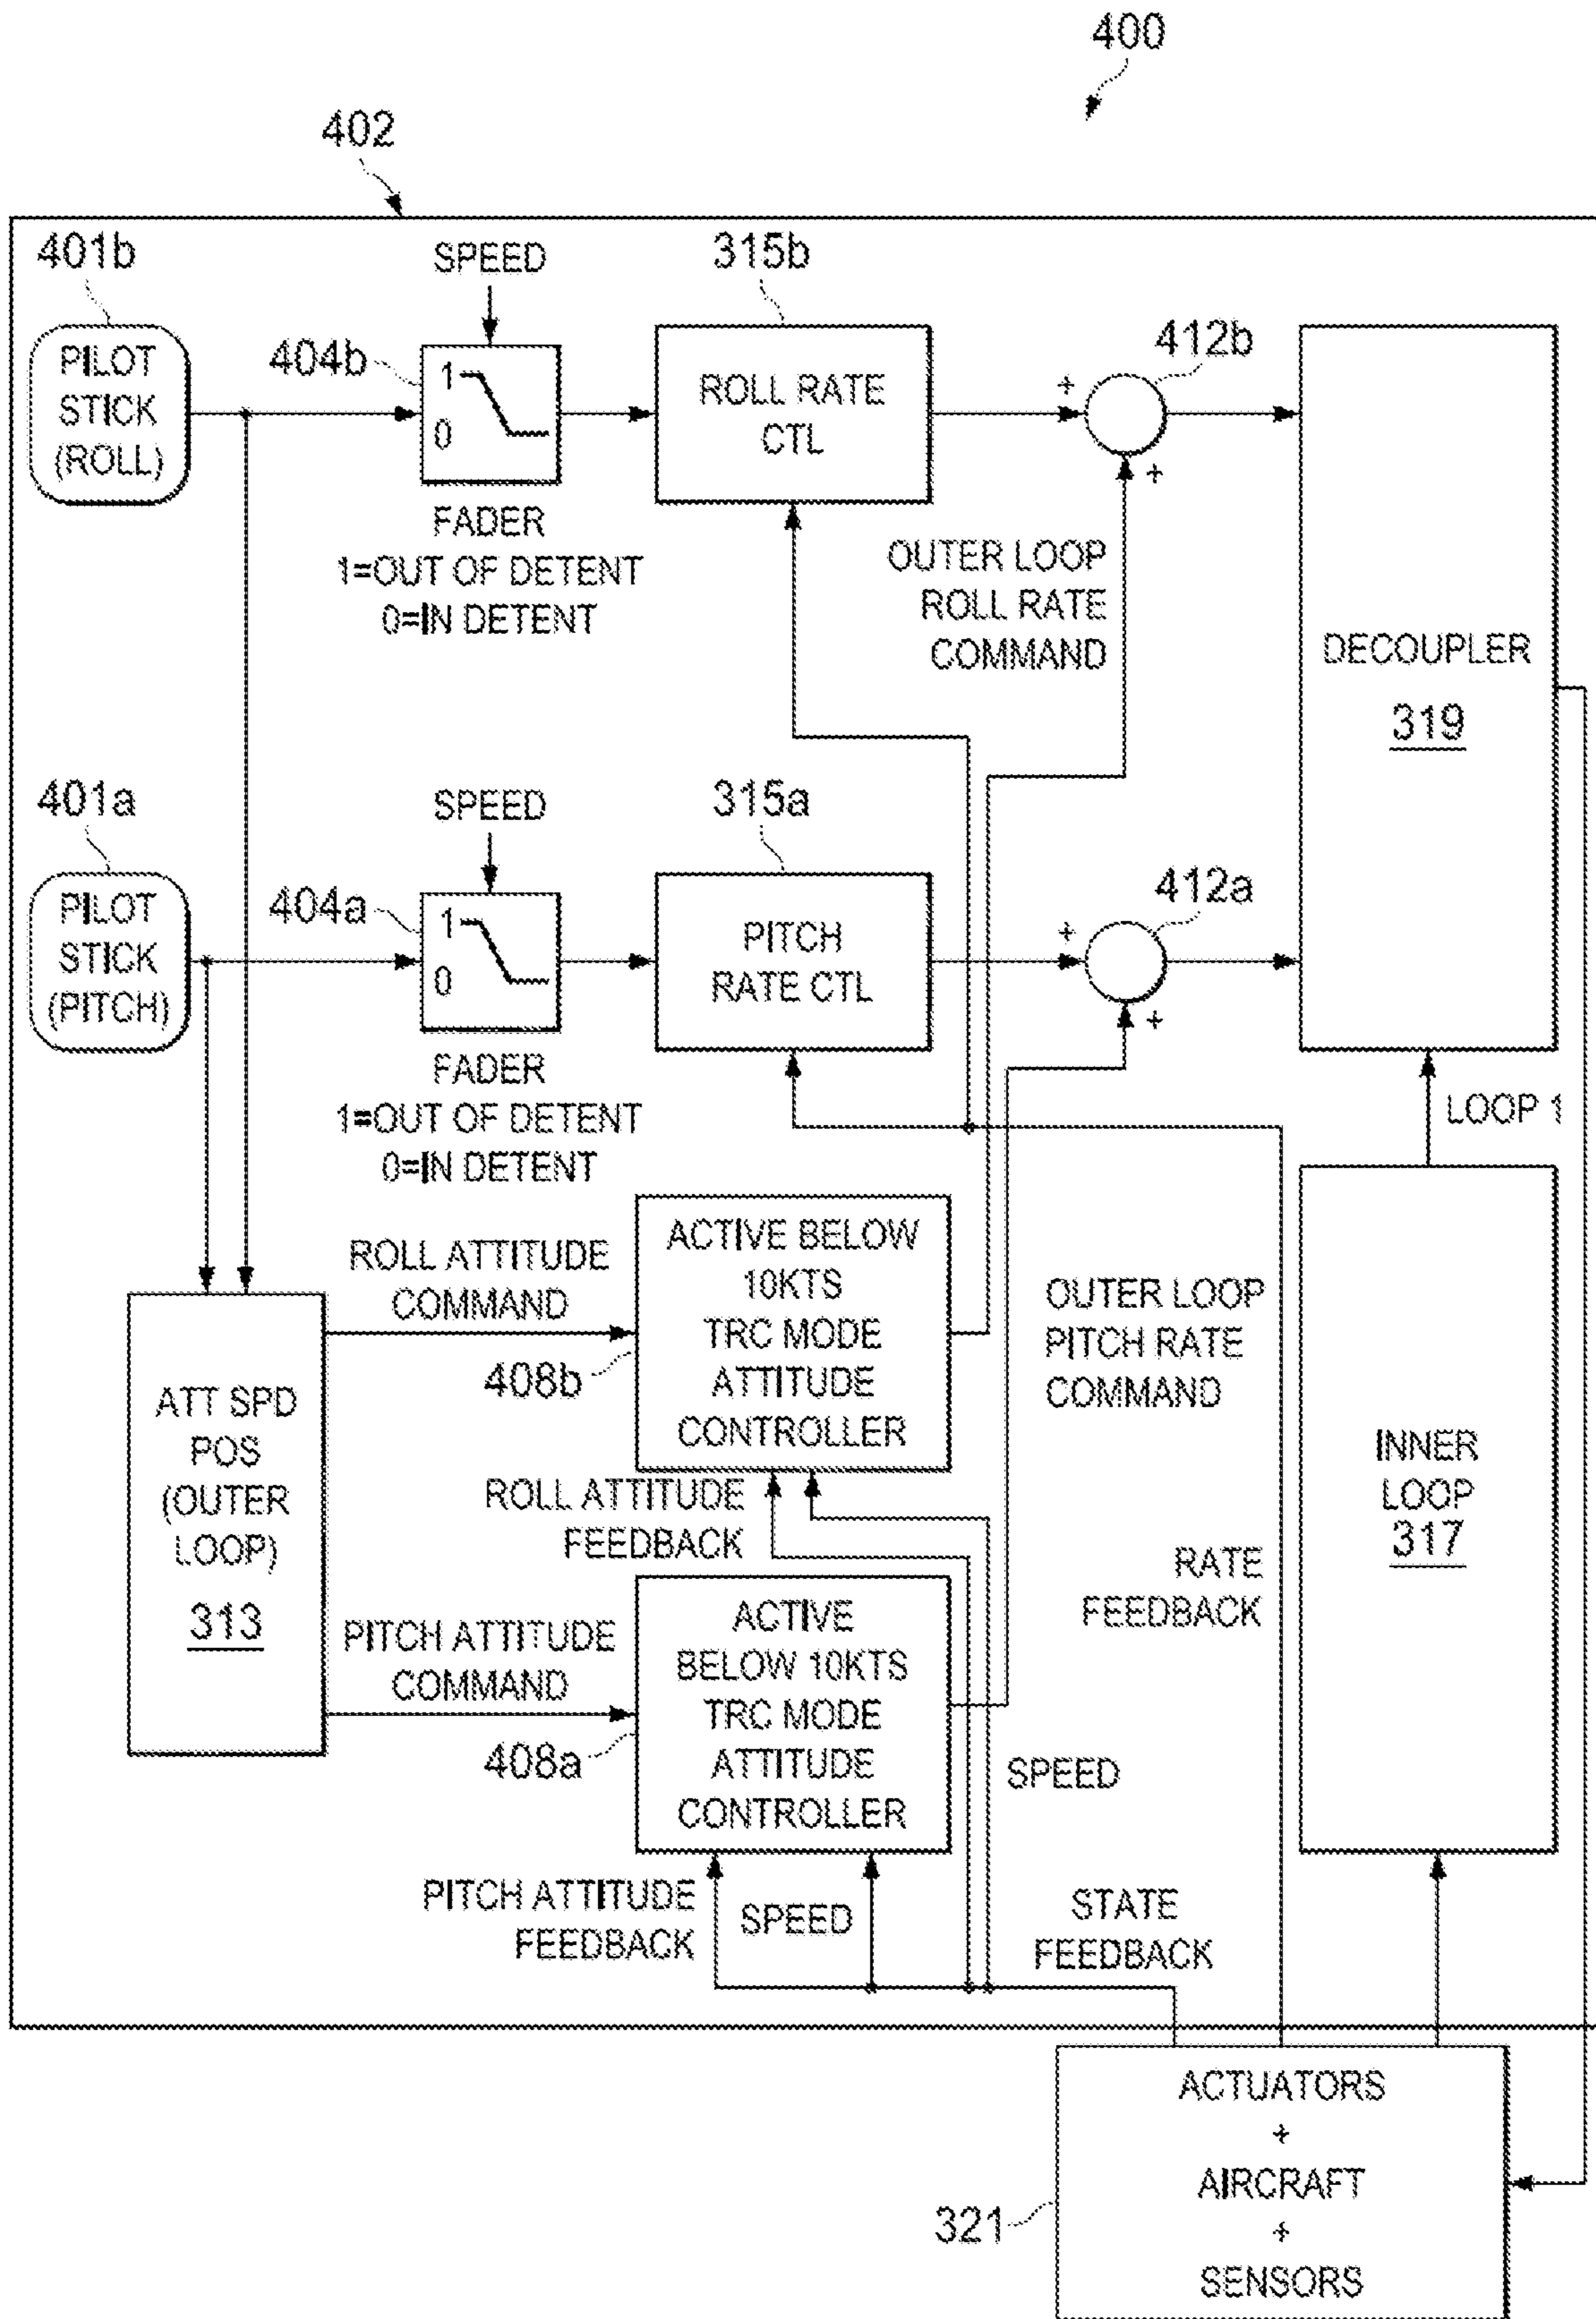 400
402
401b
SPEED
315b
PILOT
STICK
(ROLL)
404b
1
0
ROLL RATE
CTL
+
412b
+
FADER
1=OUT OF DETENT
0=IN DETENT
OUTER LOOP
ROLL RATE
COMMAND
DECOUPLER
319
401a
SPEED
315a
PILOT
STICK
(PITCH)
404a
1
0
PITCH
RATE CTL
+
412a
+
FADER
1=OUT OF DETENT
0=IN DETENT
LOOP 1
ROLL ATTITUDE
COMMAND
408b
ACTIVE BELOW
10KTS
TRC MODE
ATTITUDE
CONTROLLER
OUTER LOOP
PITCH RATE
COMMAND
ATT SPD
POS
(OUTER
LOOP)
313
ROLL ATTITUDE
FEEDBACK
INNER
LOOP
317
RATE
FEEDBACK
PITCH ATTITUDE
COMMAND
408a
ACTIVE
BELOW 10KTS
TRC MODE
ATTITUDE
CONTROLLER
SPEED
PITCH ATTITUDE
FEEDBACK
SPEED
STATE
FEEDBACK
321
ACTUATORS
+
AIRCRAFT
+
SENSORS